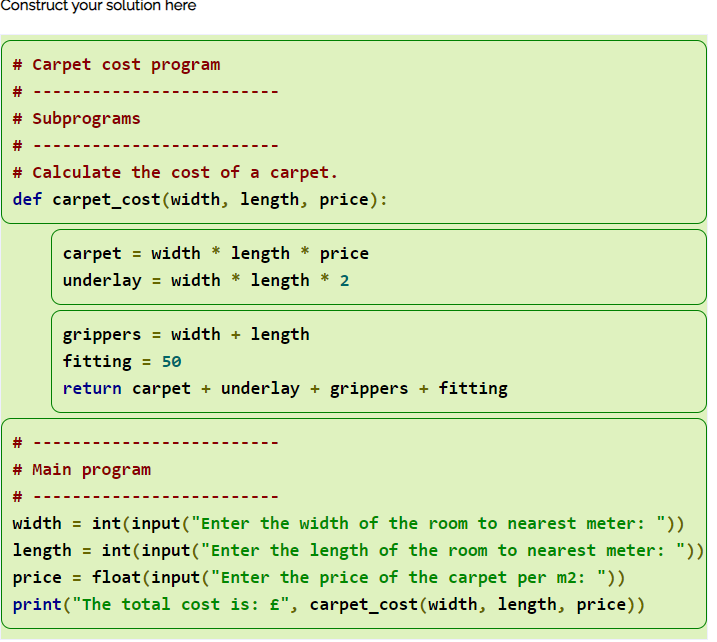 Construct your solution here
# Carpet cost program
# -------------------------
# Subprograms
# -------------------------
# Calculate the cost of a carpet.
def carpet_cost(width, length, price):
carpet = width * length * price
underlay = width * length * 2
grippers = width + length
fitting = 50
return carpet + underlay + grippers + fitting
# -------------------------
# Main program
# -------------------------
width = int(input("Enter the width of the room to nearest meter: "))
length = int(input("Enter the length of the room to nearest meter: "))
price = float(input("Enter the price of the carpet per m2: "))
print("The total cost is: £", carpet_cost(width, length, price))